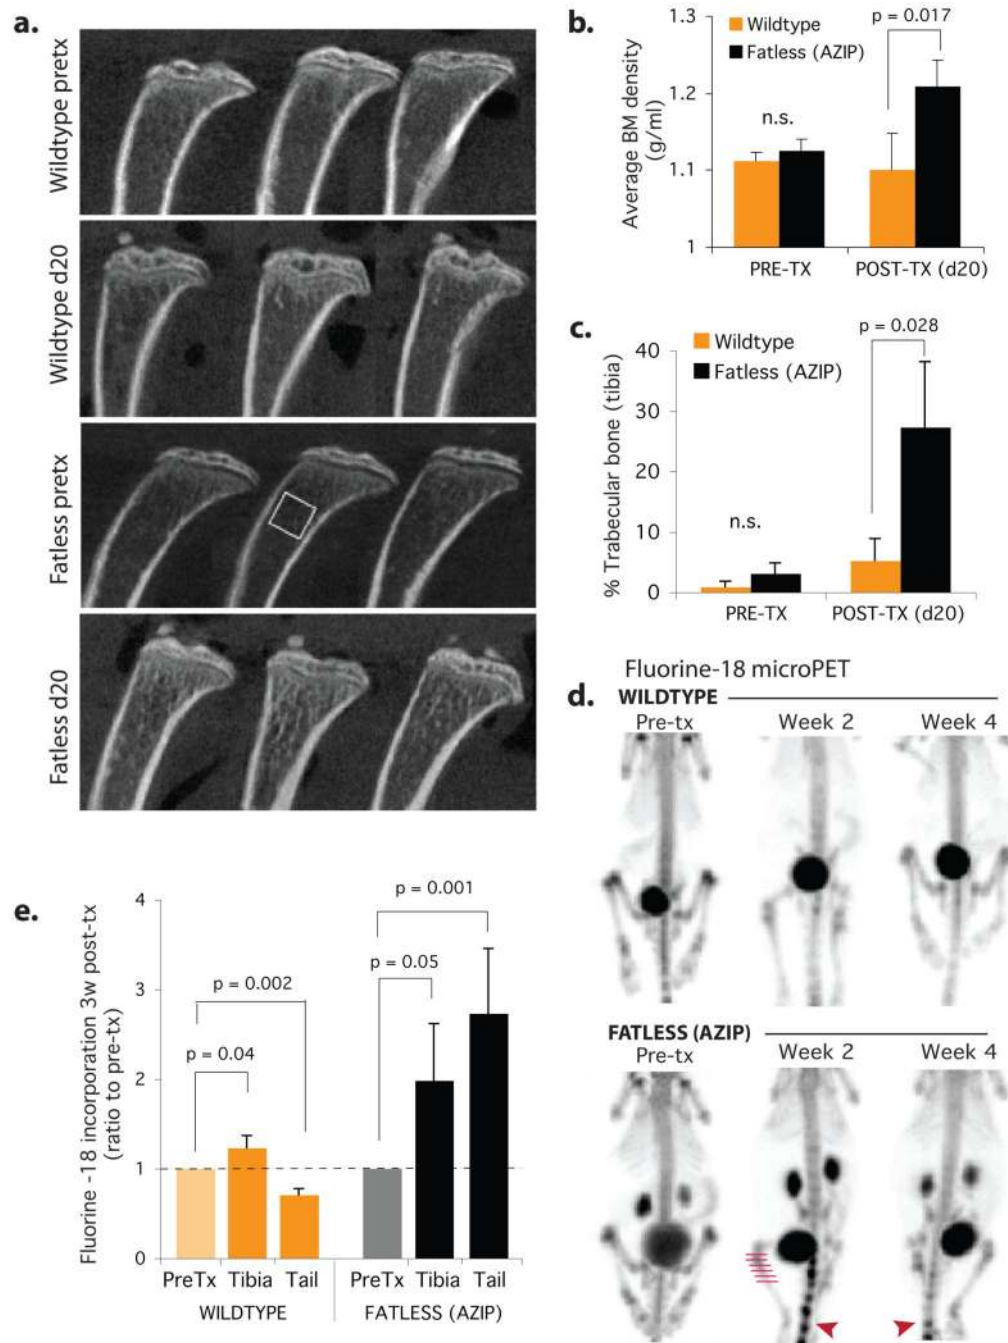 a.
Wildtype pretx
Wildtype d20
Fatless pretx
Fatless d20
b.
Wildtype
Fatless (AZIP)
p = 0.017
n.s.
Average BM density
(g/ml)
1.3
1.2
1.1
1
PRE-TX
POST-TX (d20)
c.
Wildtype
Fatless (AZIP)
p = 0.028
n.s.
% Trabecular bone (tibia)
40
30
20
10
0
PRE-TX
POST-TX (d20)
Fluorine-18 microPET
d.
WILDTYPE
Pre-tx
Week 2
Week 4
FATLESS (AZIP)
Pre-tx
Week 2
Week 4
e.
Fluorine -18 incorporation 3w post-tx
(ratio to pre-tx)
4
3
2
1
0
p = 0.002
p = 0.04
p = 0.001
p = 0.05
PreTx Tibia Tail
PreTx Tibia Tail
WILDTYPE
FATLESS (AZIP)